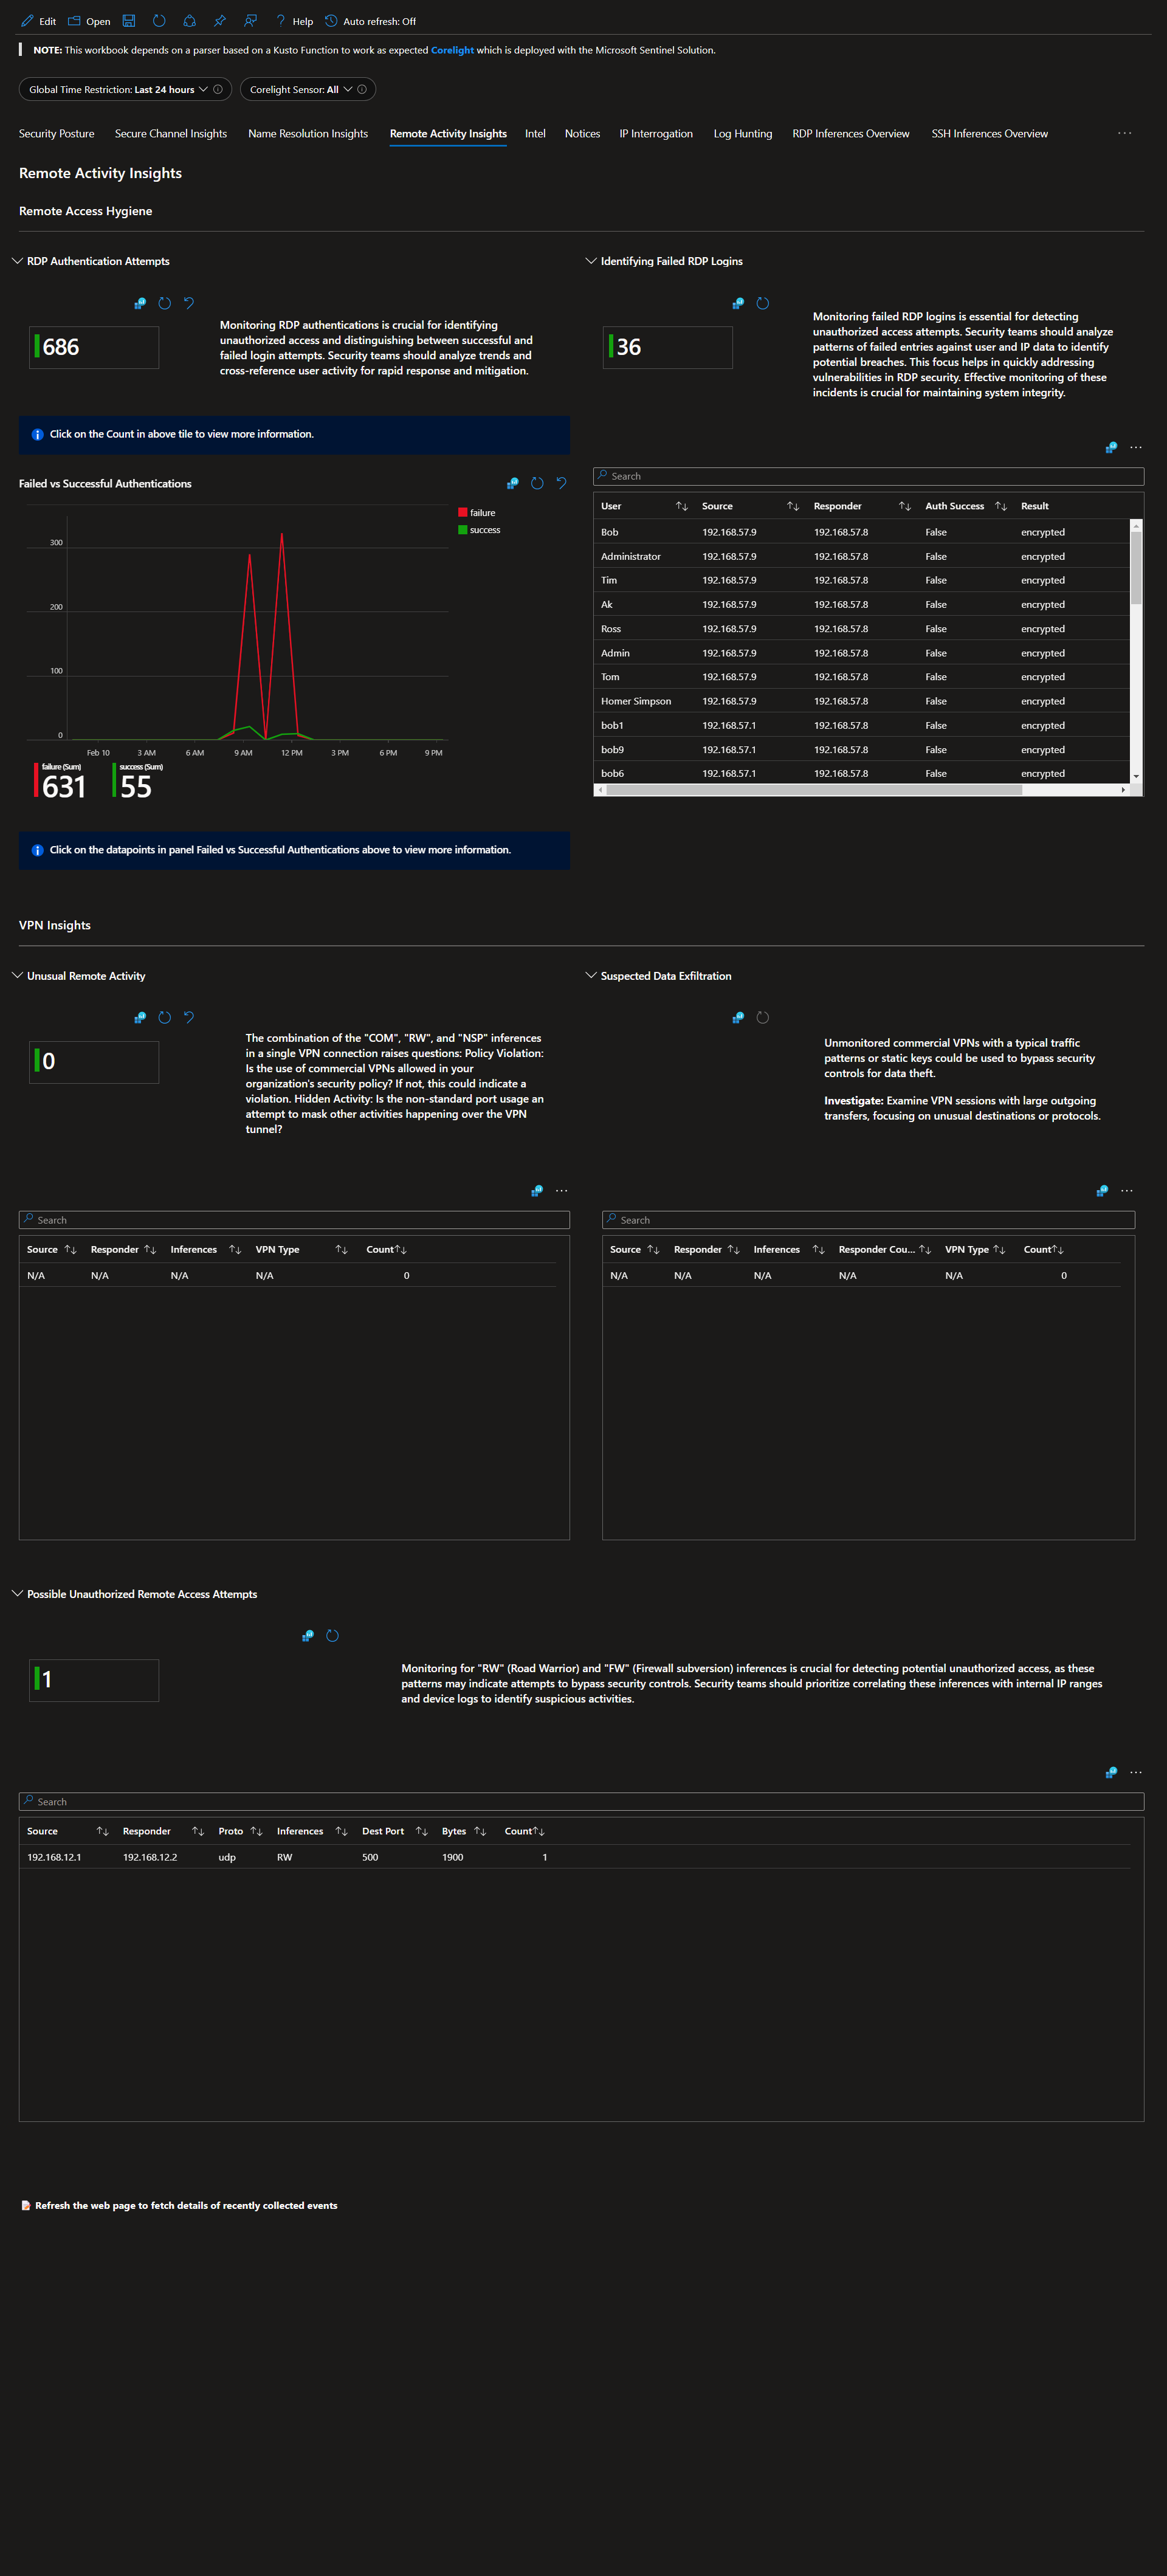 Edit Open Help Auto refresh: Off
NOTE: This workbook depends on a parser based on a Kusto Function to work as expected Corelight which is deployed with the Microsoft Sentinel Solution.
Global Time Restriction: Last 24 hours Corelight Sensor: All
Security Posture Secure Channel Insights Name Resolution Insights Remote Activity Insights Intel Notices IP Interrogation Log Hunting RDP Inferences Overview SSH Inferences Overview ...
Remote Activity Insights
Remote Access Hygiene
RDP Authentication Attempts
686
Monitoring RDP authentications is crucial for identifying
unauthorized access and distinguishing between successful and
failed login attempts. Security teams should analyze trends and
cross-reference user activity for rapid response and mitigation.
Click on the Count in above tile to view more information.
Failed vs Successful Authentications
failure
success
300
200
100
0
Feb 10 3 AM 6 AM 9 AM 12 PM 3 PM 6 PM 9 PM
failure (Sum) success (Sum)
631 55
Click on the datapoints in panel Failed vs Successful Authentications above to view more information.
Identifying Failed RDP Logins
36
Monitoring failed RDP logins is essential for detecting
unauthorized access attempts. Security teams should analyze
patterns of failed entries against user and IP data to identify
potential breaches. This focus helps in quickly addressing
vulnerabilities in RDP security. Effective monitoring of these
incidents is crucial for maintaining system integrity.
...
Search
User Source Responder Auth Success Result
Bob 192.168.57.9 192.168.57.8 False encrypted
Administrator 192.168.57.9 192.168.57.8 False encrypted
Tim 192.168.57.9 192.168.57.8 False encrypted
Ak 192.168.57.9 192.168.57.8 False encrypted
Ross 192.168.57.9 192.168.57.8 False encrypted
Admin 192.168.57.9 192.168.57.8 False encrypted
Tom 192.168.57.9 192.168.57.8 False encrypted
Homer Simpson 192.168.57.9 192.168.57.8 False encrypted
bob1 192.168.57.1 192.168.57.8 False encrypted
bob9 192.168.57.1 192.168.57.8 False encrypted
bob6 192.168.57.1 192.168.57.8 False encrypted
VPN Insights
Unusual Remote Activity
0
The combination of the "COM", "RW", and "NSP" inferences
in a single VPN connection raises questions: Policy Violation:
Is the use of commercial VPNs allowed in your
organization's security policy? If not, this could indicate a
violation. Hidden Activity: Is the non-standard port usage an
attempt to mask other activities happening over the VPN
tunnel?
...
Search
Source Responder Inferences VPN Type Count
N/A N/A N/A N/A 0
Suspected Data Exfiltration
Unmonitored commercial VPNs with a typical traffic
patterns or static keys could be used to bypass security
controls for data theft.
Investigate: Examine VPN sessions with large outgoing
transfers, focusing on unusual destinations or protocols.
...
Search
Source Responder Inferences Responder Cou... VPN Type Count
N/A N/A N/A N/A N/A 0
Possible Unauthorized Remote Access Attempts
1
Monitoring for "RW" (Road Warrior) and "FW" (Firewall subversion) inferences is crucial for detecting potential unauthorized access, as these
patterns may indicate attempts to bypass security controls. Security teams should prioritize correlating these inferences with internal IP ranges
and device logs to identify suspicious activities.
...
Search
Source Responder Proto Inferences Dest Port Bytes Count
192.168.12.1 192.168.12.2 udp RW 500 1900 1
Refresh the web page to fetch details of recently collected events